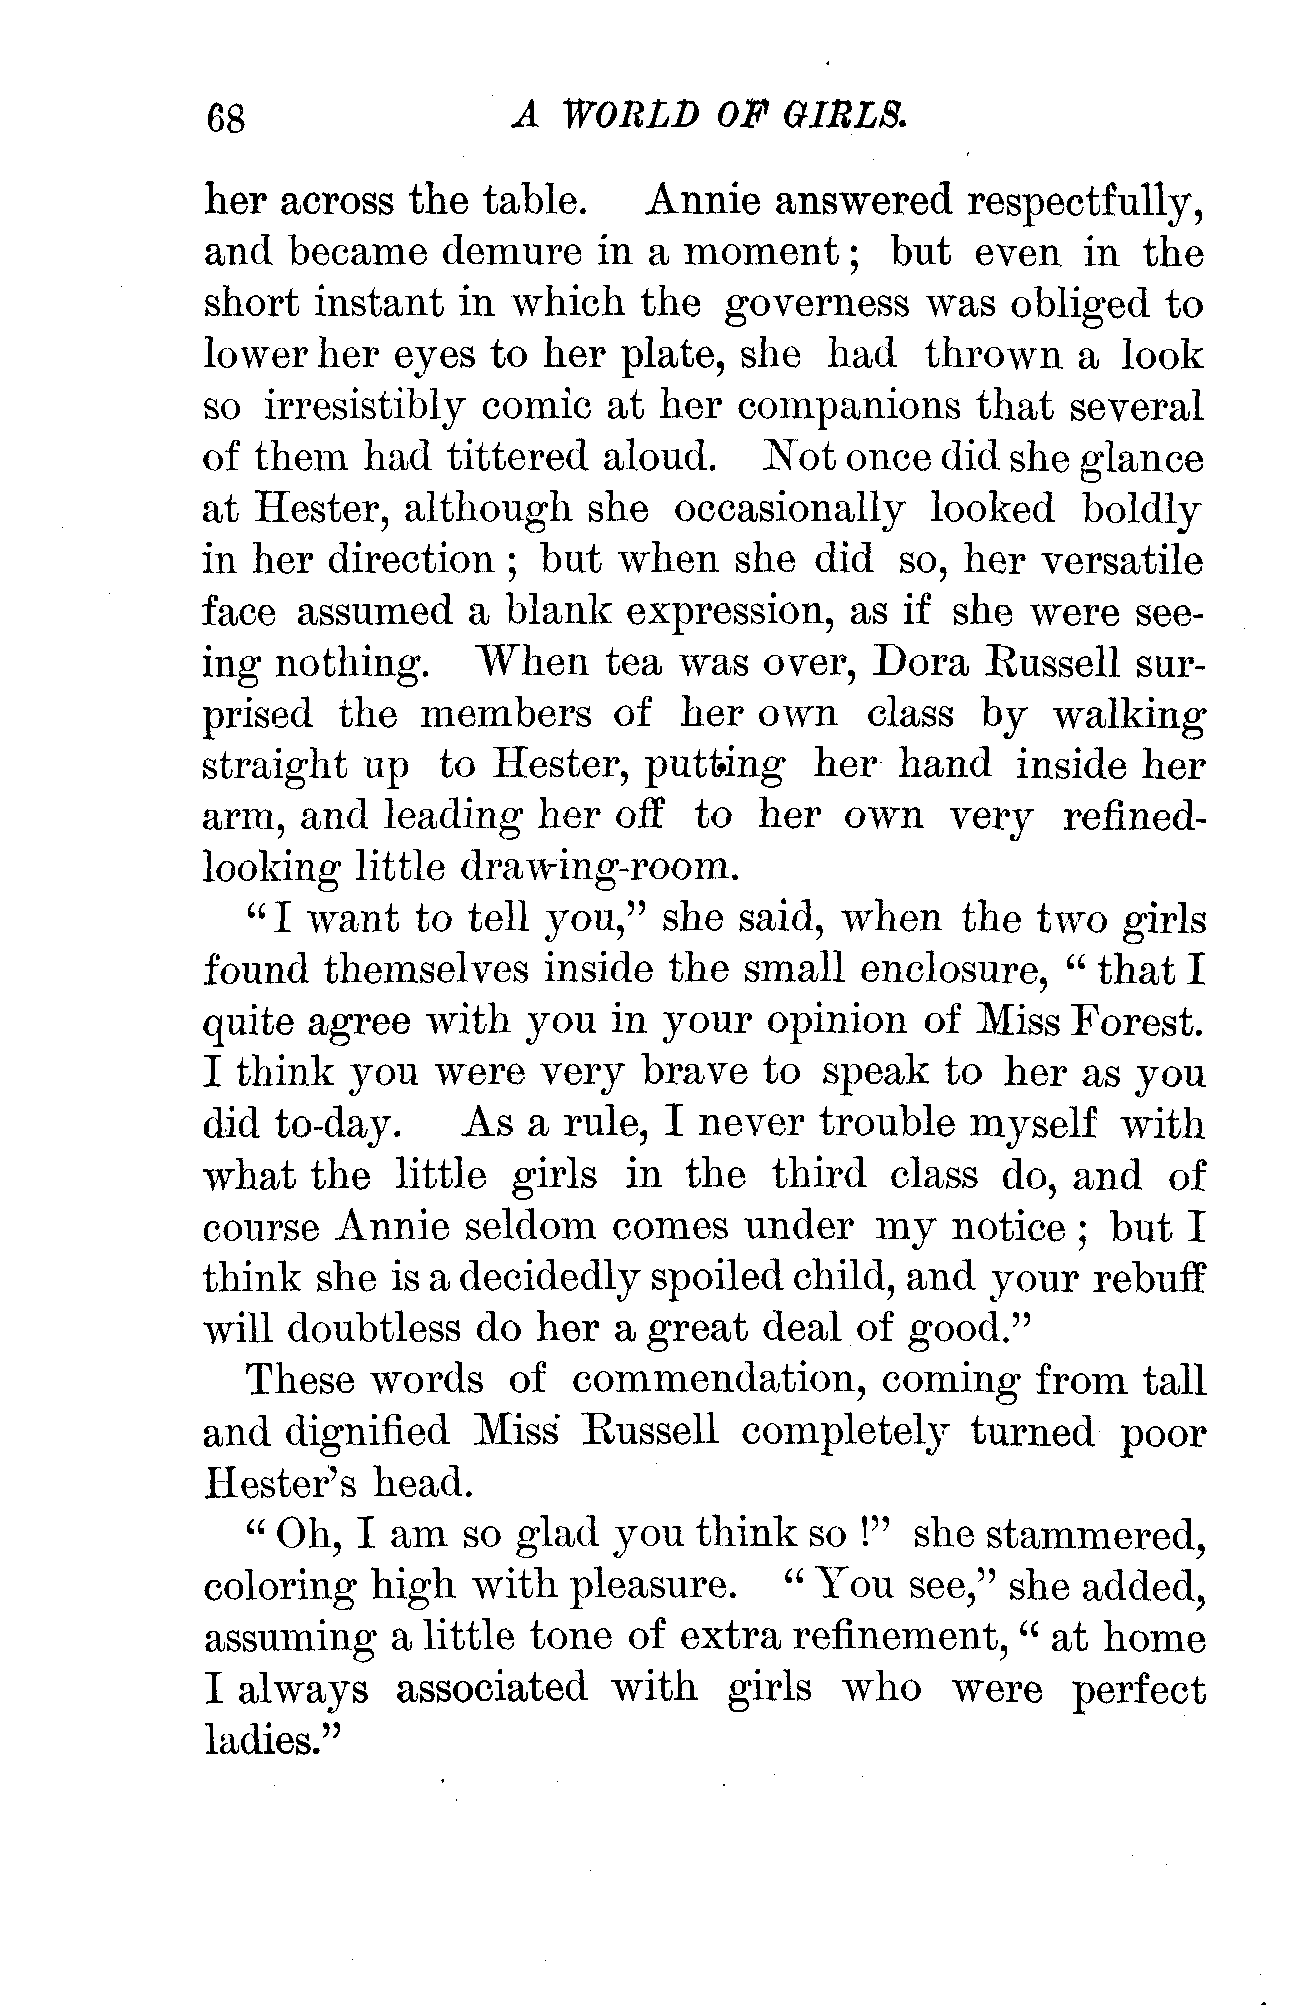 68 A WORLD OF GIRLS.
her across the table. Annie answered respectfully,
and became demure in a moment; but even in the
short instant in which the governess was obliged to
lower her eyes to her plate, she had thrown a look
so irresistibly comic at her companions that several
of them had tittered aloud. Not once did she glance
at Hester, although she occasionally looked boldly
in her direction; but when she did so, her versatile
face assumed a blank expression, as if she were see-
ing nothing. When tea was over, Dora Russell sur-
prised the members of her own class by walking
straight up to Hester, putting her hand inside her
arm, and leading her off to her own very refined-
looking little drawing-room.
“I want to tell you,” she said, when the two girls
found themselves inside the small enclosure, “that I
quite agree with you in your opinion of Miss Forest.
I think you were very brave to speak to her as you
did to-day. As a rule, I never trouble myself with
what the little girls in the third class do, and of
course Annie seldom comes under my notice; but I
think she is a decidedly spoiled child, and your rebuff
will doubtless do her a great deal of good.”
These words of commendation, coming from tall
and dignified Miss Russell completely turned poor
Hester’s head.
“Oh, I am so glad you think so!” she stammered,
coloring high with pleasure. “You see,” she added,
assuming a little tone of extra refinement, “at home
I always associated with girls who were perfect
ladies.”